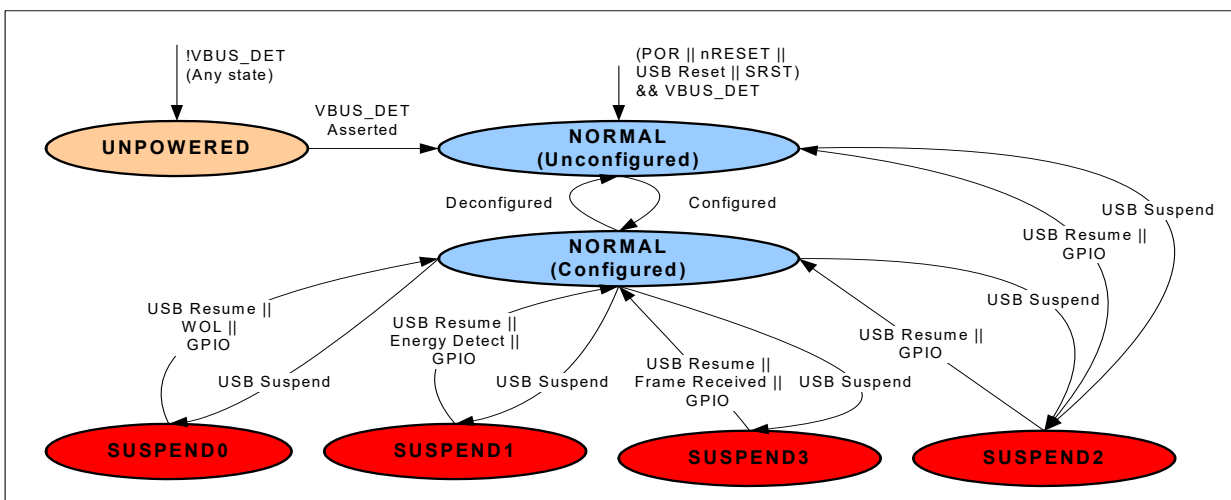 !VBUS_DET
(Any state)
(POR || nRESET ||
USB Reset || SRST)
&& VBUS_DET
VBUS_DET
Asserted
UNPOWERED
NORMAL
(Unconfigured)
Deconfigured
Configured
USB Suspend
USB Resume ||
GPIO
NORMAL
(Configured)
USB Resume ||
WOL ||
GPIO
USB Suspend
USB Resume ||
Energy Detect ||
GPIO
USB Suspend
USB Resume ||
Frame Received ||
GPIO
USB Suspend
USB Resume ||
GPIO
USB Suspend
SUSPEND0
SUSPEND1
SUSPEND3
SUSPEND2